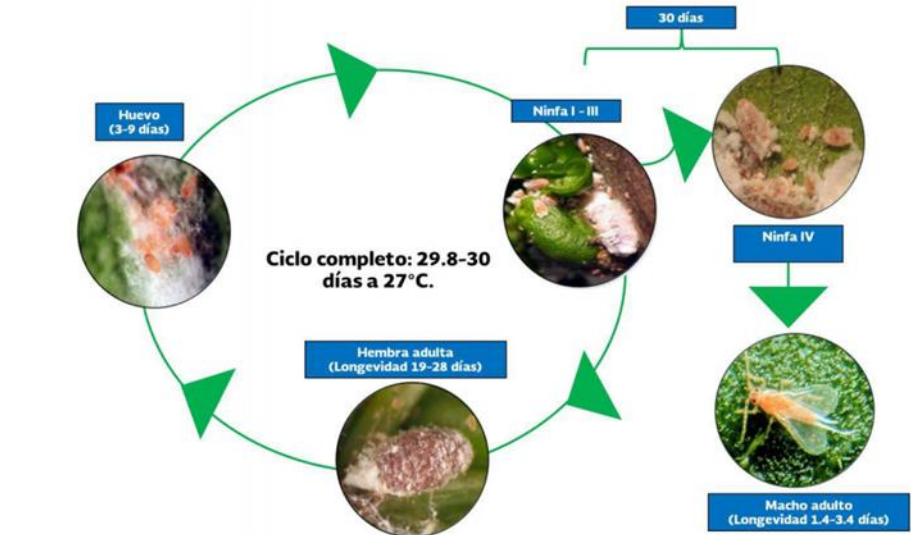 30 días
Huevo
(3-9 días)
Ninfa I - III
Ninfa IV
Ciclo completo: 29.8-30
días a 27°C.
Hembra adulta
(Longevidad 19-28 días)
Macho adulto
(Longevidad 1.4-3.4 días)